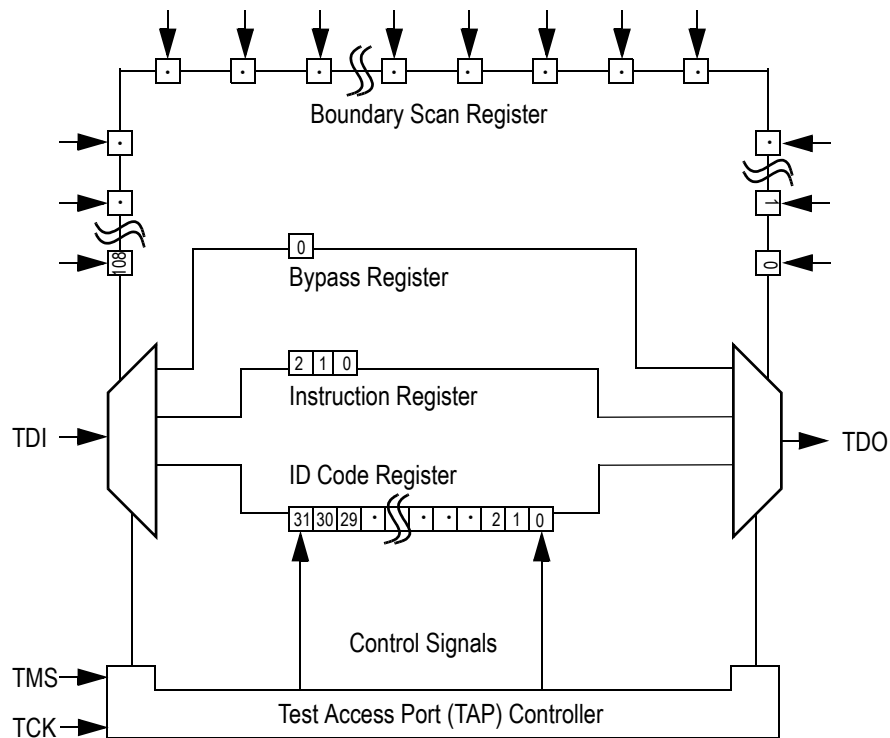 Boundary Scan Register
1
108
0
0
Bypass Register
2 1 0
Instruction Register
TDI
TDO
ID Code Register
31 30 29 · · · · 2 1 0
Control Signals
TMS
TCK
Test Access Port (TAP) Controller